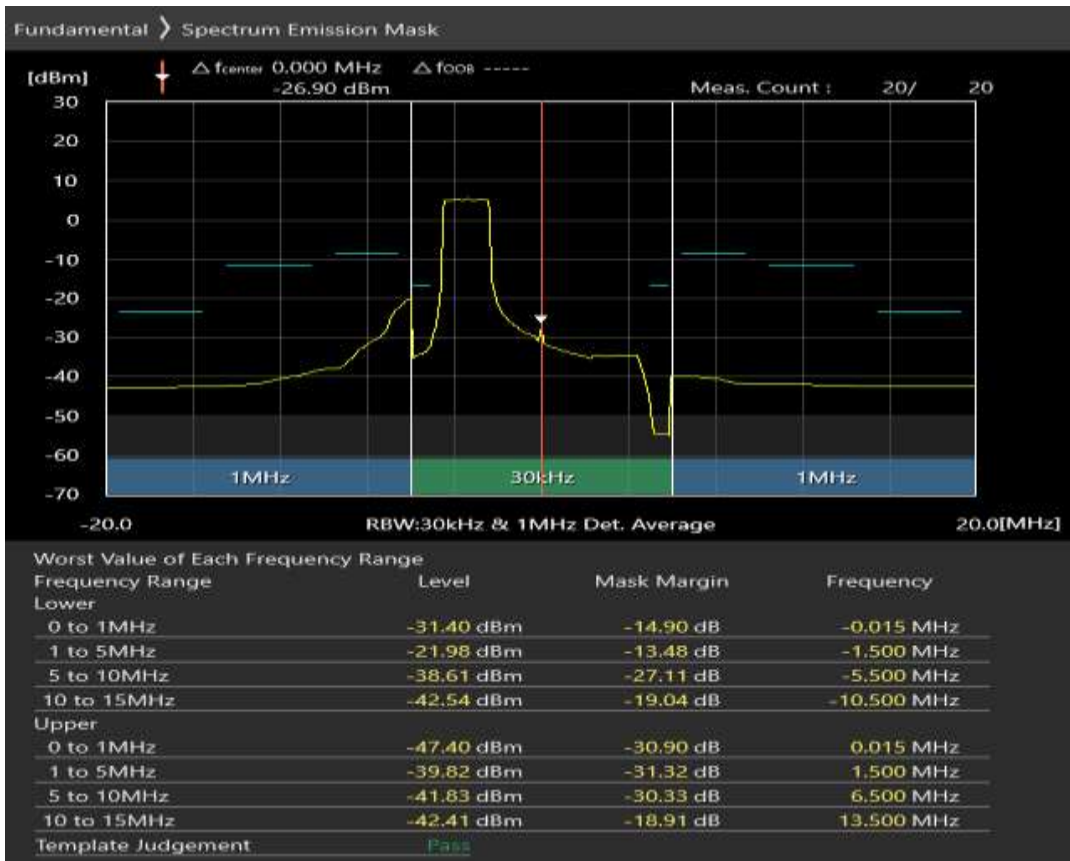 Fundamental 〉 Spectrum Emission Mask
[dBm] △ fcenter 0.000 MHz △ fOOB -----
-26.90 dBm Meas. Count : 20/ 20
30
20
10
0
-10
-20
-30
-40
-50
-60
1MHz 30kHz 1MHz
-70
-20.0 RBW:30kHz & 1MHz Det. Average 20.0[MHz]
Worst Value of Each Frequency Range
Frequency Range Level Mask Margin Frequency
Lower
0 to 1MHz -31.40 dBm -14.90 dB -0.015 MHz
1 to 5MHz -21.98 dBm -13.48 dB -1.500 MHz
5 to 10MHz -38.61 dBm -27.11 dB -5.500 MHz
10 to 15MHz -42.54 dBm -19.04 dB -10.500 MHz
Upper
0 to 1MHz -47.40 dBm -30.90 dB 0.015 MHz
1 to 5MHz -39.82 dBm -31.32 dB 1.500 MHz
5 to 10MHz -41.83 dBm -30.33 dB 6.500 MHz
10 to 15MHz -42.41 dBm -18.91 dB 13.500 MHz
Template Judgement Pass